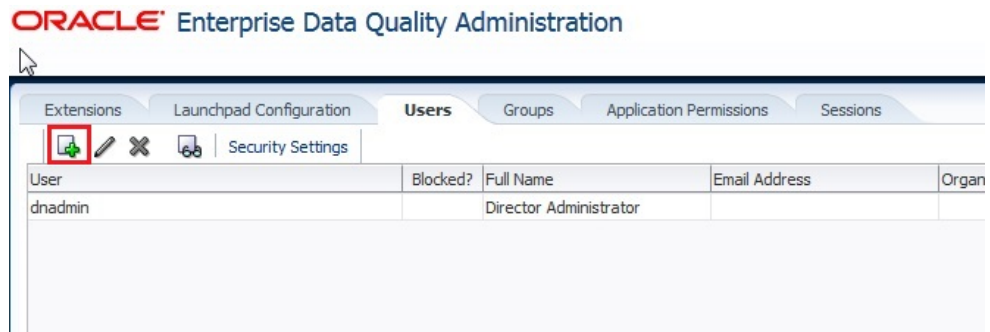 ORACLE Enterprise Data Quality Administration
Extensions Launchpad Configuration Users Groups Application Permissions Sessions
Security Settings
User Blocked? Full Name Email Address Organ
dnadmin Director Administrator